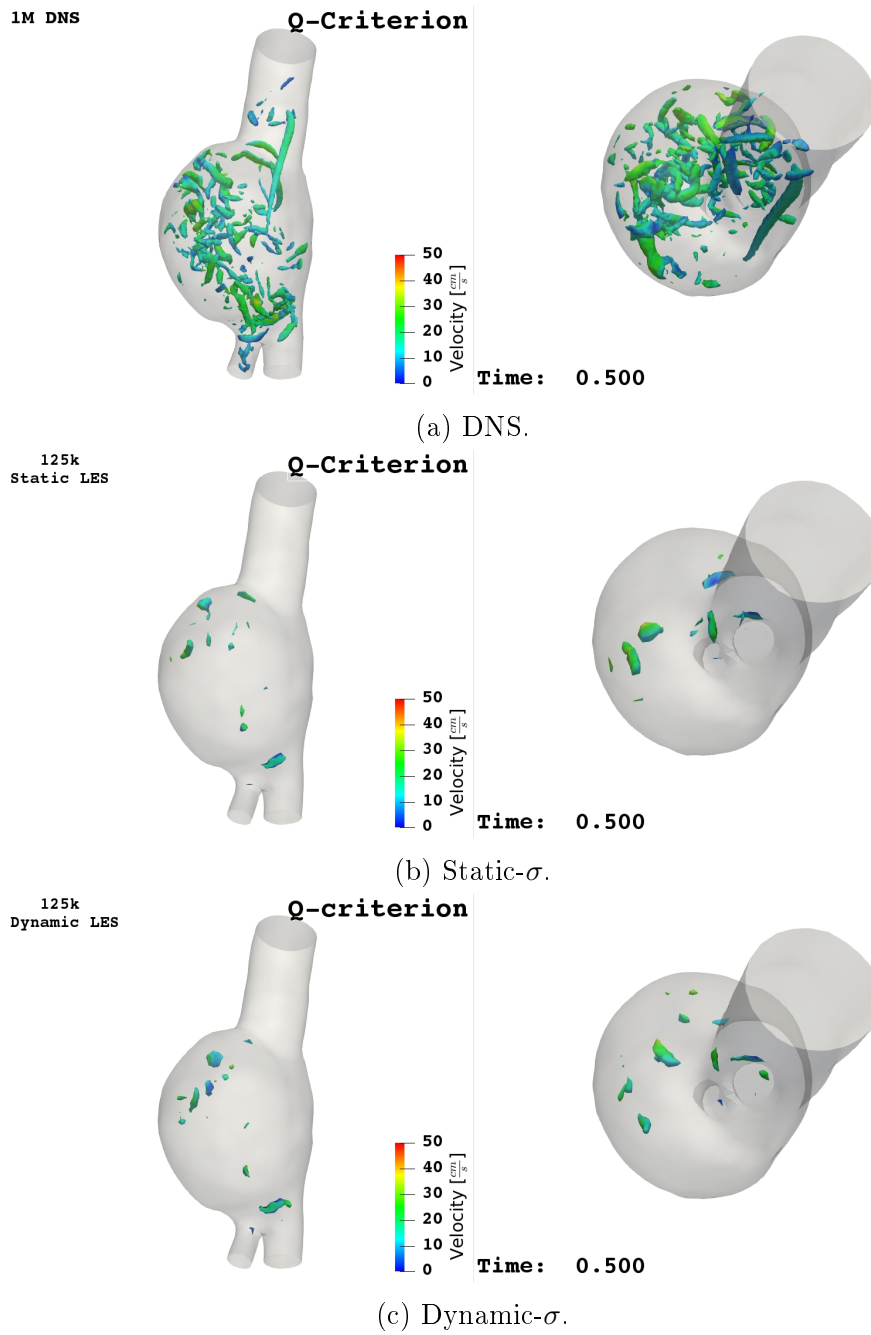 1M DNS
Q-Criterion
50
40
30
20
10
0
Velocity [cm/s]
Time: 0.500
(a) DNS.
125k
Static LES
Q-Criterion
50
40
30
20
10
0
Velocity [cm/s]
Time: 0.500
(b) Static-σ.
125k
Dynamic LES
Q-criterion
50
40
30
20
10
0
Velocity [cm/s]
Time: 0.500
(c) Dynamic-σ.